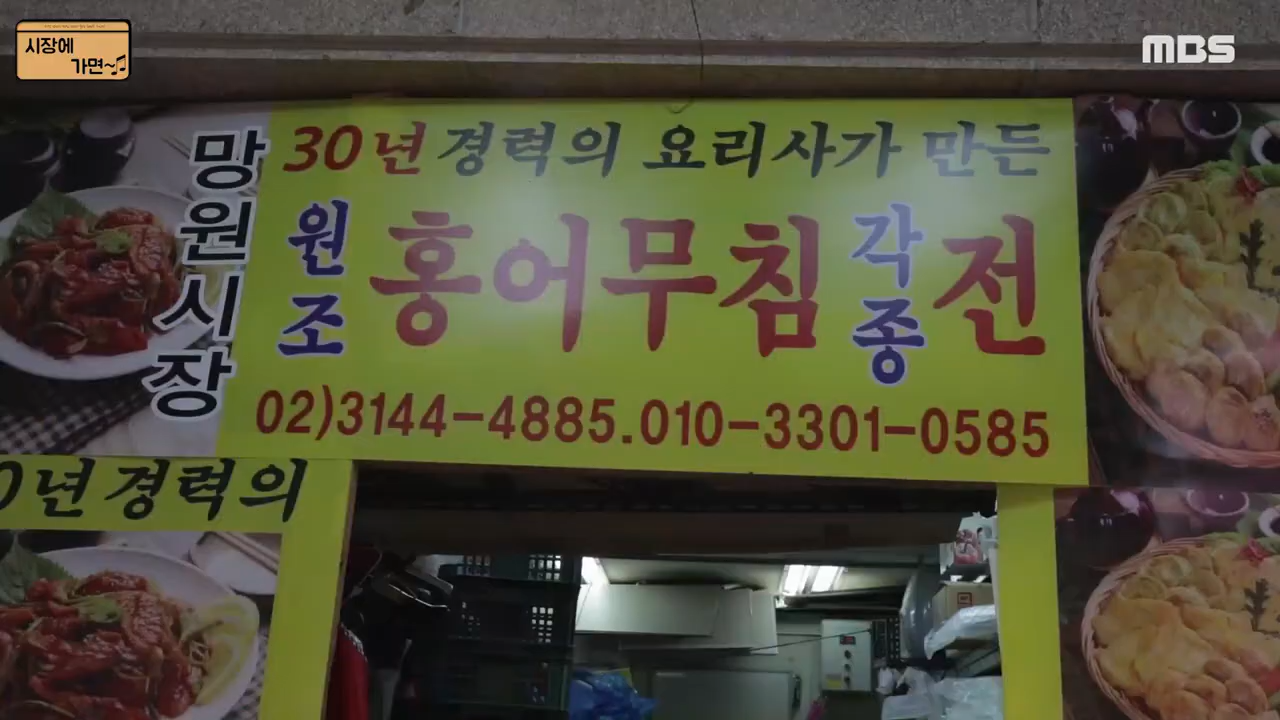 시장에
가면~
MBS
망원시장
30년 경력의 요리사가 만든
원조 홍어무침 각종 전
02)3144-4885.010-3301-0585
0년 경력의